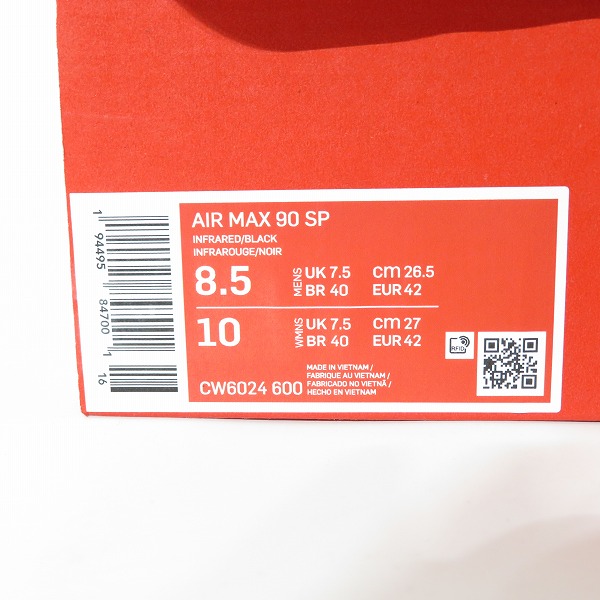 AIR MAX 90 SP
INFRARED/BLACK
INFRAROUGE/NOIR
8.5 MENS UK 7.5 cm 26.5
BR 40 EUR 42
10 WMNS UK 7.5 cm 27
BR 40 EUR 42
CW6024 600
MADE IN VIETNAM /
FABRIQUE AU VIETNAM /
FABRICADO NO VIETNÃ /
HECHO EN VIETNAM
RFID
1 94495 84700 1 16